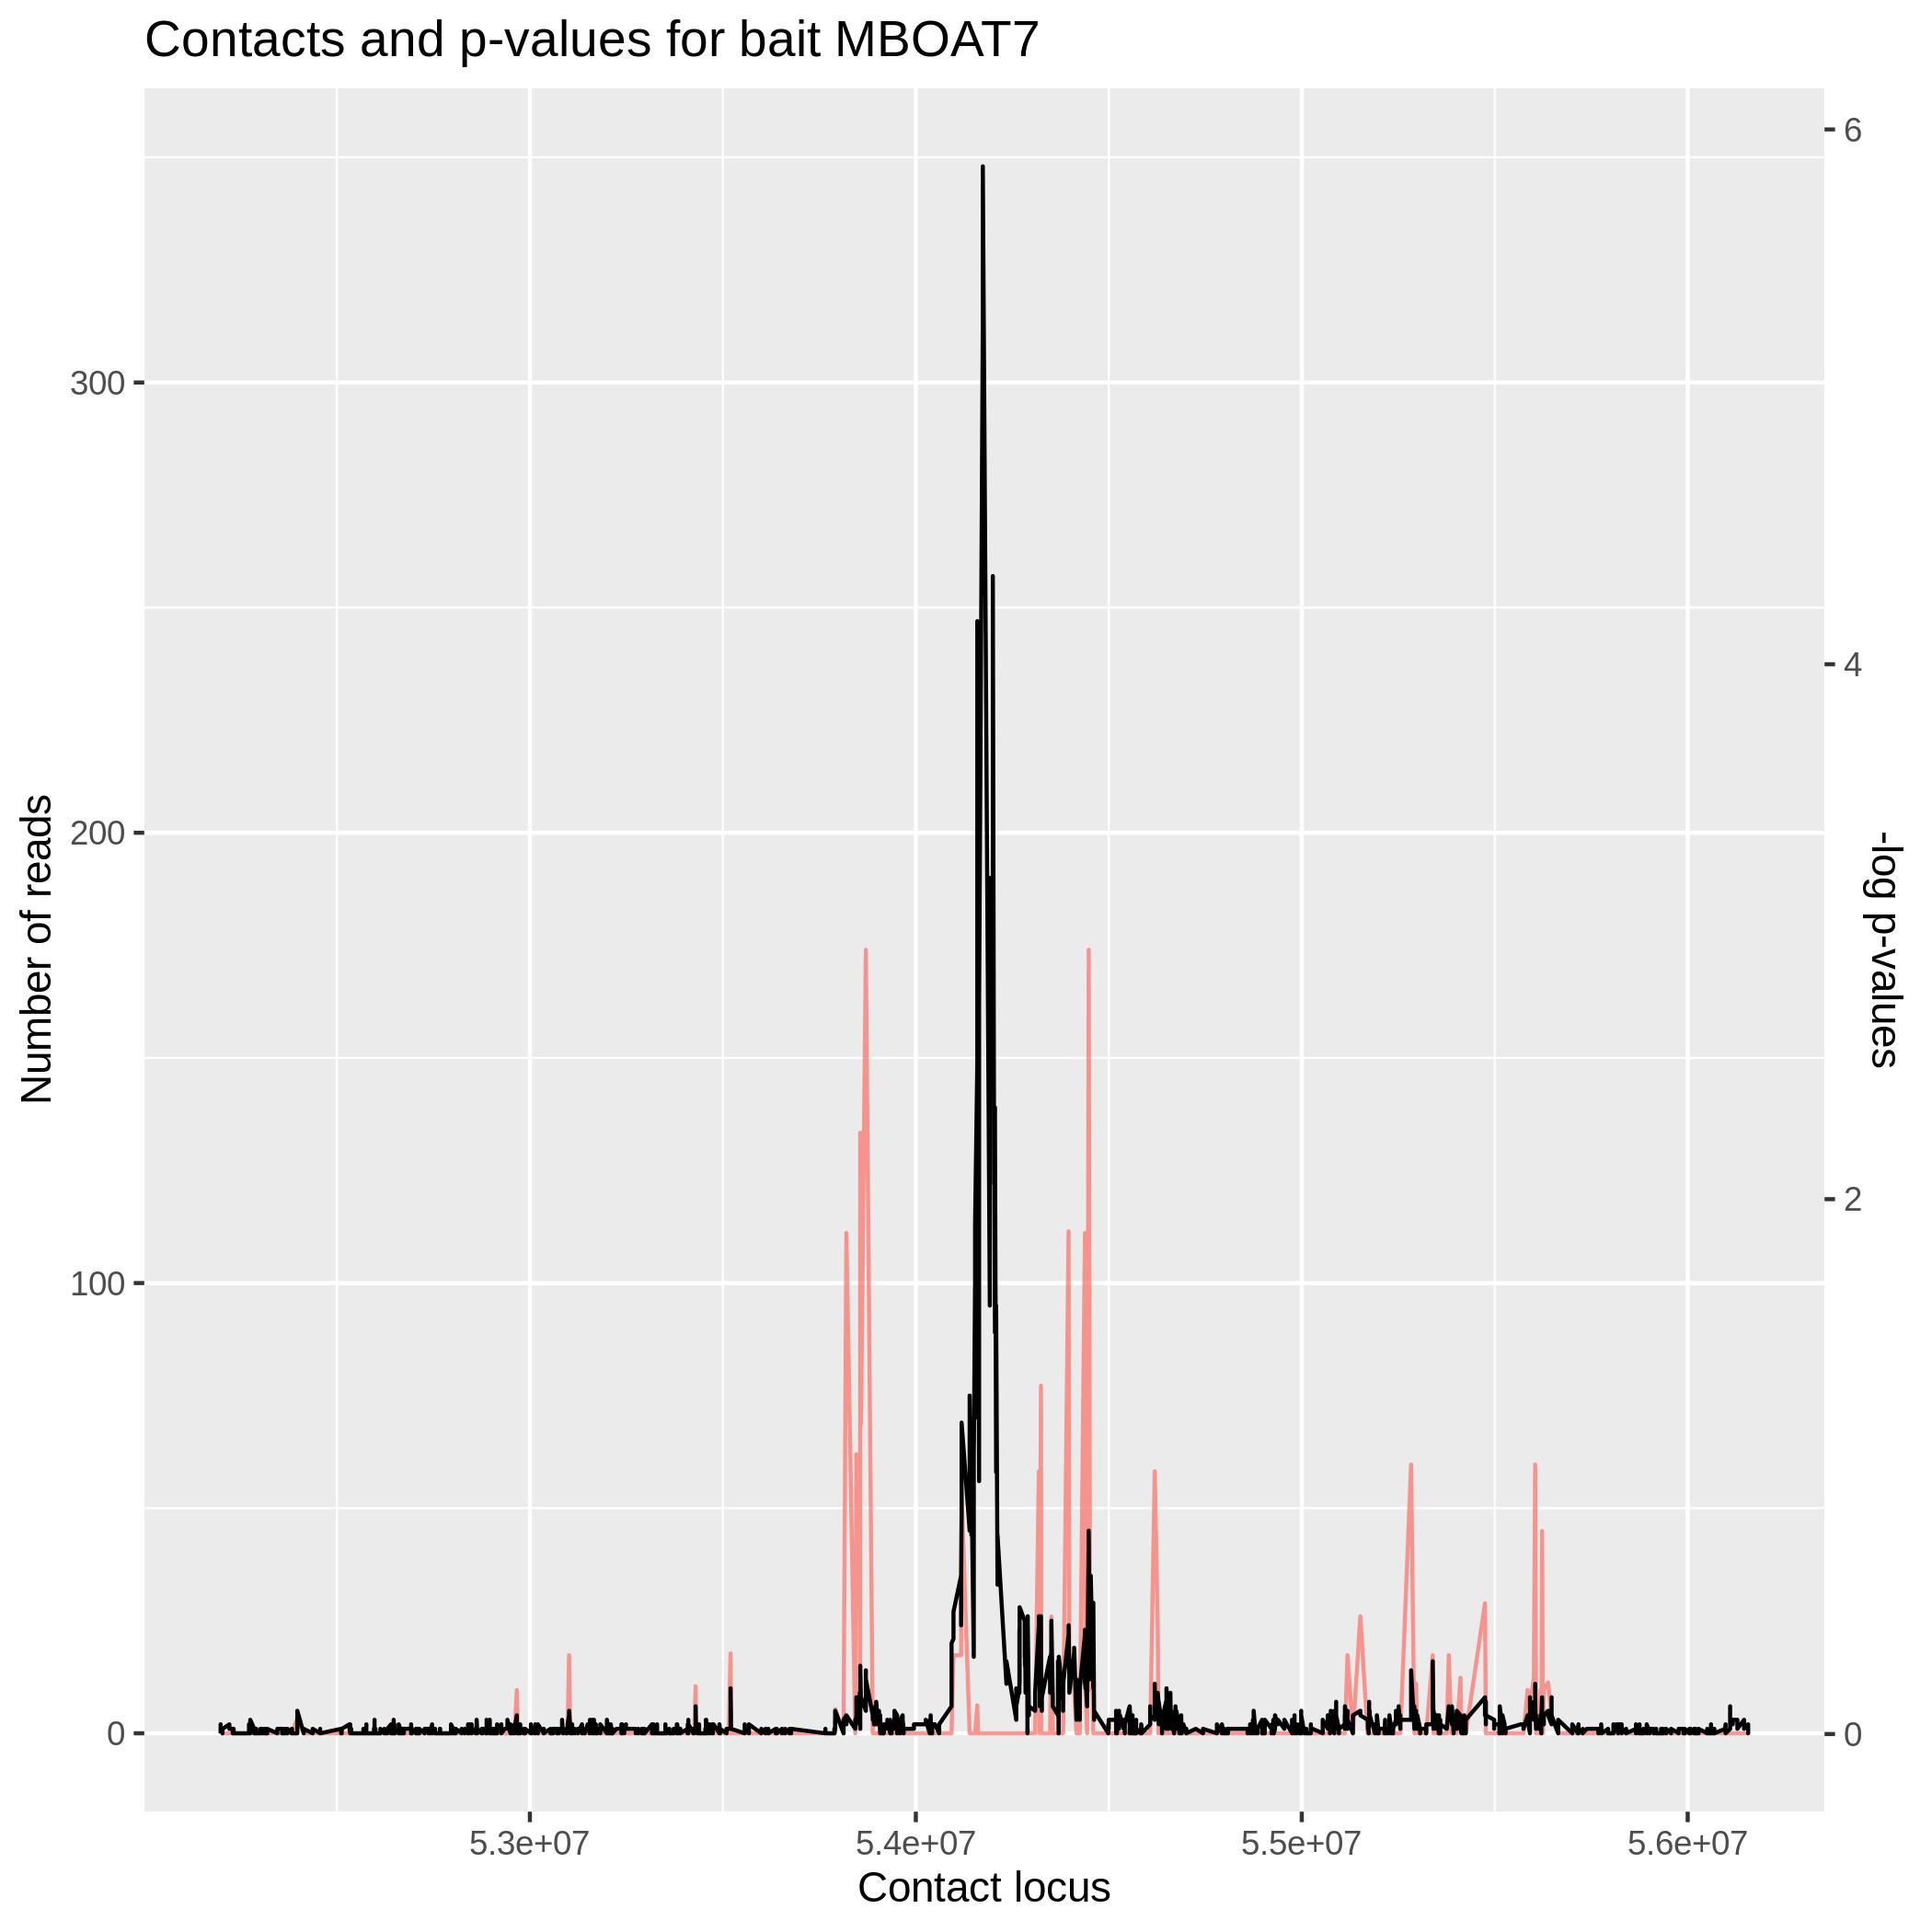 Contacts and p-values for bait MBOAT7
6
300
4
200
Number of reads
-log p-values
2
100
0
0
5.3e+07
5.4e+07
5.5e+07
5.6e+07
Contact locus